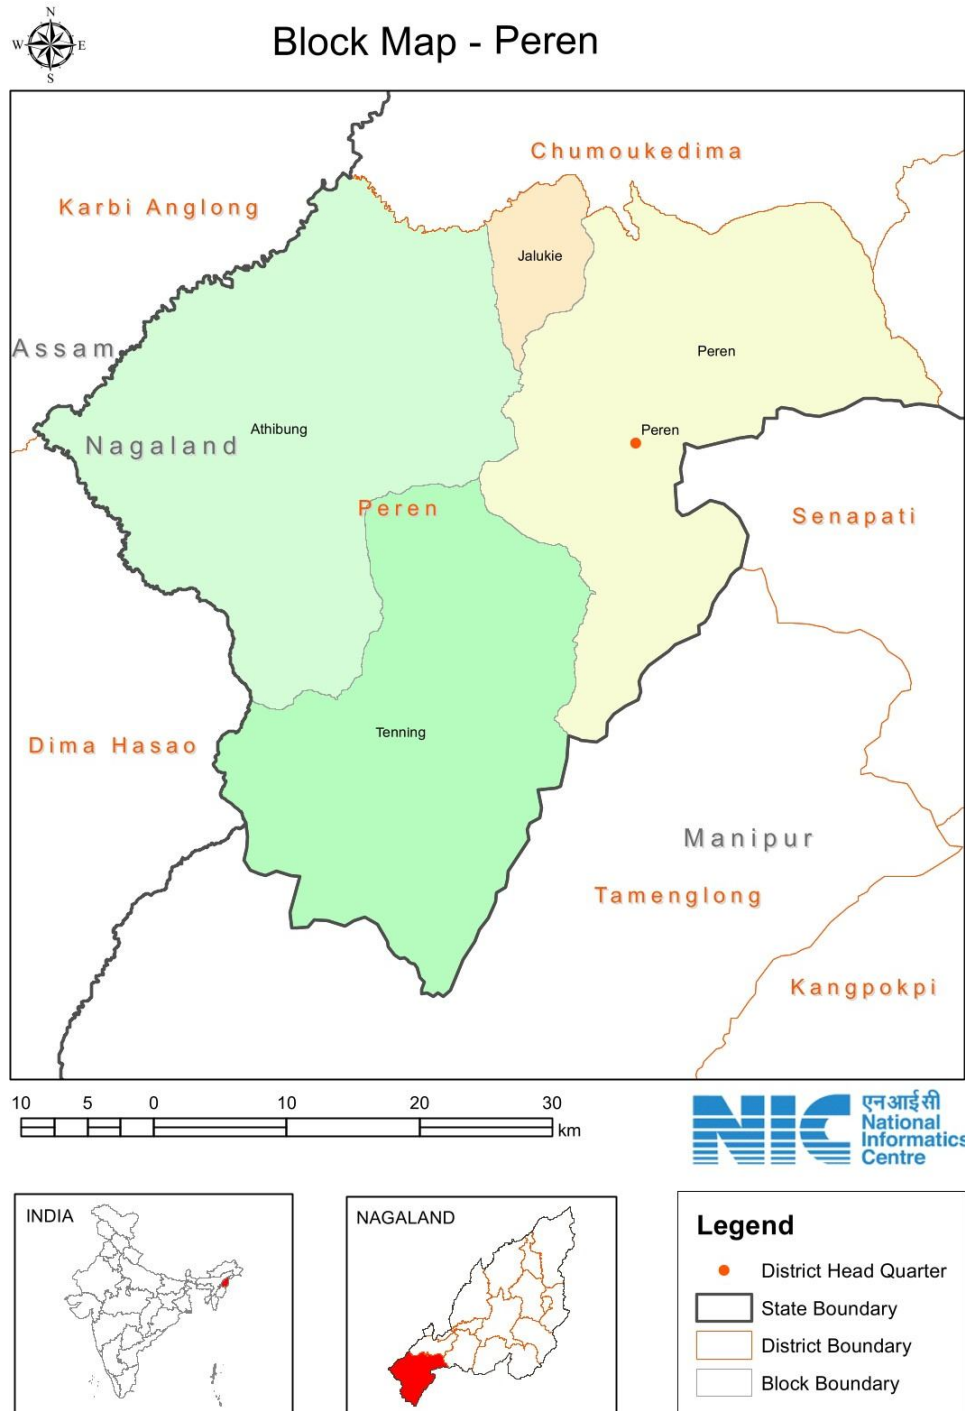 N
W E
S
Block Map - Peren
Chumoukedima
Karbi Anglong
Jalukie
Assam
Peren
Nagaland
Athibung
Peren
Peren
Senapati
Dima Hasao
Tenning
Manipur
Tamenglong
Kangpokpi
10 5 0 10 20 30
km
NIC
एनआईसी
National
Informatics
Centre
INDIA
NAGALAND
Legend
District Head Quarter
State Boundary
District Boundary
Block Boundary